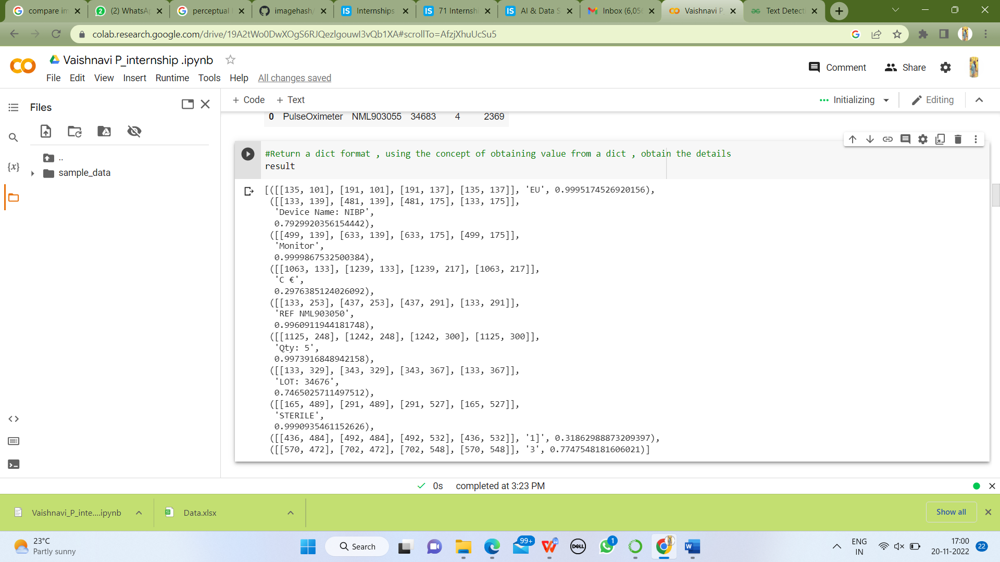 compare im
(2) WhatsAp
perceptual
imagehash/
Internships
71 Internshi
AI & Data S
Inbox (6,05
Vaishnavi P
Text Detect
colab.research.google.com/drive/19A2tWo0DwXOgS6RJQezIgouwI3vQb1XA#scrollTo=AfzjXhuUcSu5
Vaishnavi P_internship .ipynb
Comment
Share
File Edit View Insert Runtime Tools Help All changes saved
Files
+ Code + Text
Initializing
Editing
0 PulseOximeter NML903055 34683 4 2369
..
sample_data
{x}
#Return a dict format , using the concept of obtaining value from a dict , obtain the details
result
[([[135, 101], [191, 101], [191, 137], [135, 137]], 'EU', 0.9995174526920156),
([[133, 139], [481, 139], [481, 175], [133, 175]],
'Device Name: NIBP',
0.7929920356154442),
([[499, 139], [633, 139], [633, 175], [499, 175]],
'Monitor',
0.9999867532500384),
([[1063, 133], [1239, 133], [1239, 217], [1063, 217]],
'C €',
0.2976385124026092),
([[133, 253], [437, 253], [437, 291], [133, 291]],
'REF NML903050',
0.9960911944181748),
([[1125, 248], [1242, 248], [1242, 300], [1125, 300]],
'Qty: 5',
0.9973916848942158),
([[133, 329], [343, 329], [343, 367], [133, 367]],
'LOT: 34676',
0.7465025711497512),
([[165, 489], [291, 489], [291, 527], [165, 527]],
'STERILE',
0.9990935461152626),
([[436, 484], [492, 484], [492, 532], [436, 532]], '1]', 0.31862988873209397),
([[570, 472], [702, 472], [702, 548], [570, 548]], '3', 0.7747548181606021)]
0s completed at 3:23 PM
Vaishnavi_P_inte....ipynb
Data.xlsx
Show all
23°C
Partly sunny
Search
99+
DELL
1
ENG
IN
17:00
20-11-2022
22